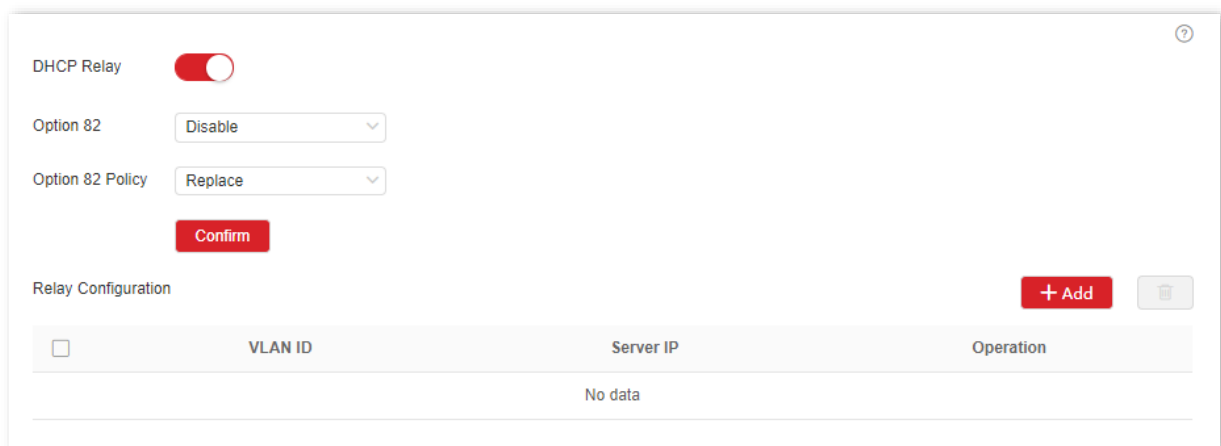 ?
DHCP Relay
Option 82 Disable
Option 82 Policy Replace
Confirm
Relay Configuration + Add
VLAN ID Server IP Operation
No data